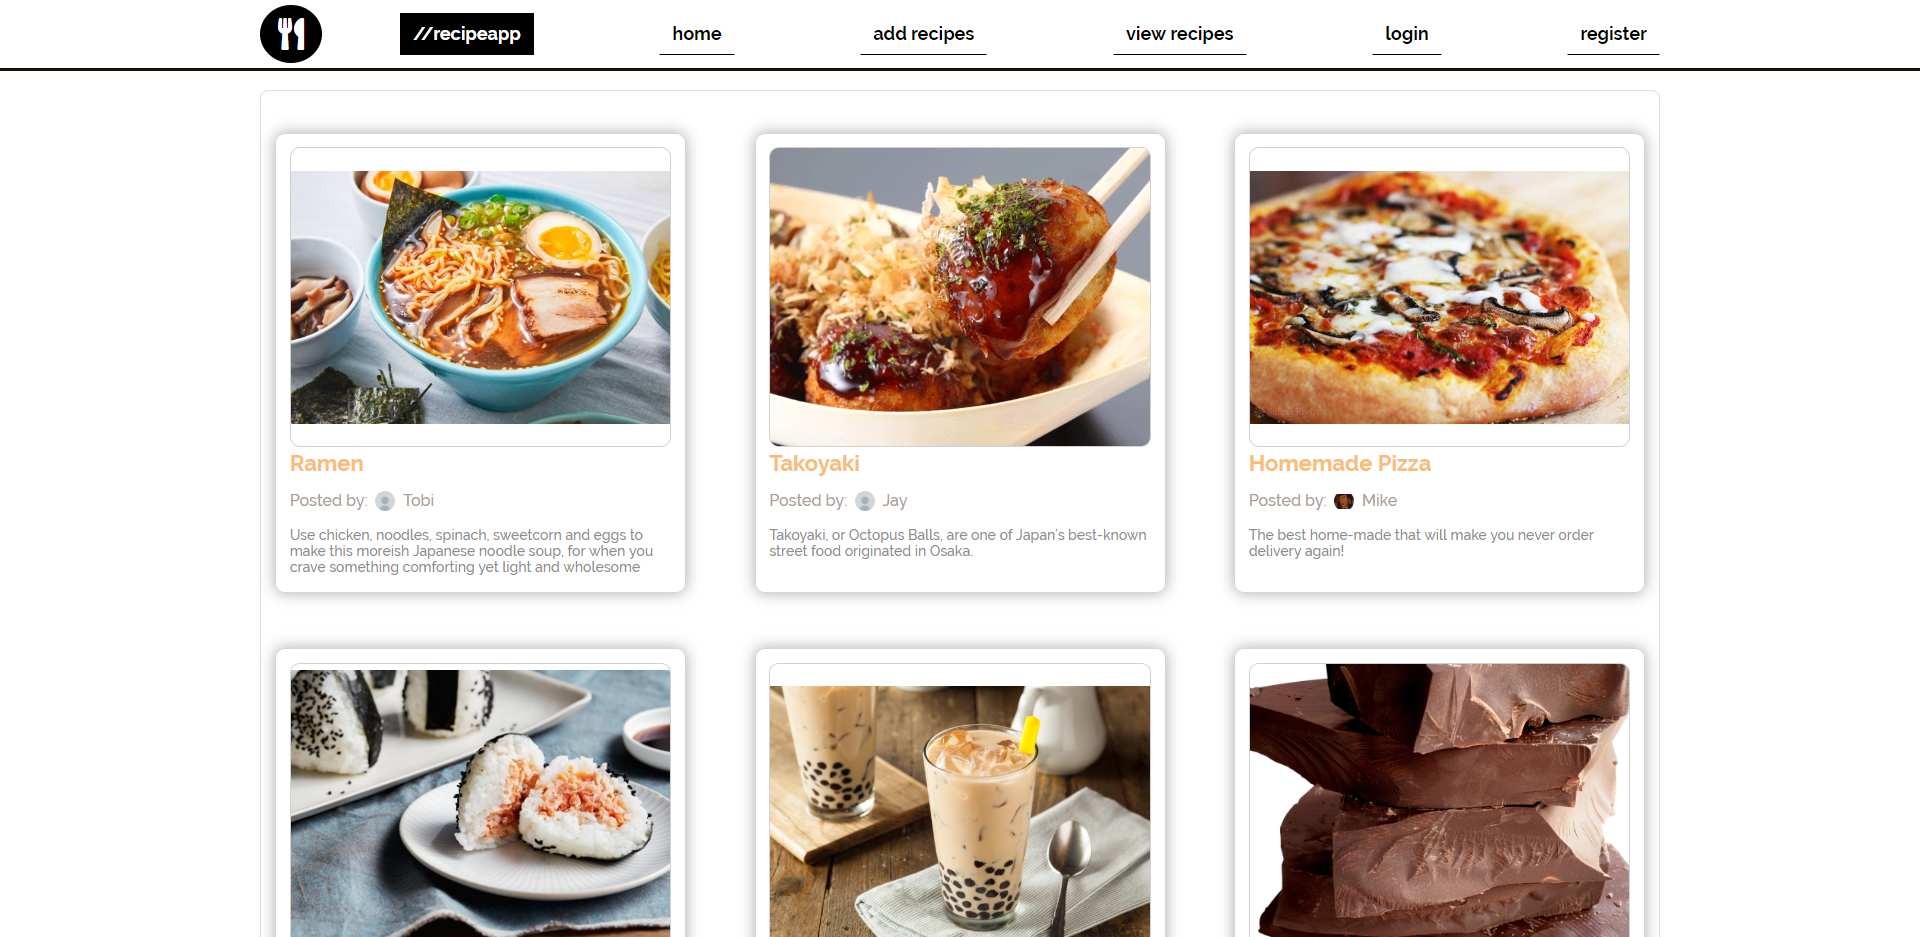 //recipeapp
home
add recipes
view recipes
login
register
Ramen
Posted by: Tobi
Use chicken, noodles, spinach, sweetcorn and eggs to
make this moreish Japanese noodle soup, for when you
crave something comforting yet light and wholesome
Takoyaki
Posted by: Jay
Takoyaki, or Octopus Balls, are one of Japan's best-known
street food originated in Osaka.
Homemade Pizza
Posted by: Mike
The best home-made that will make you never order
delivery again!